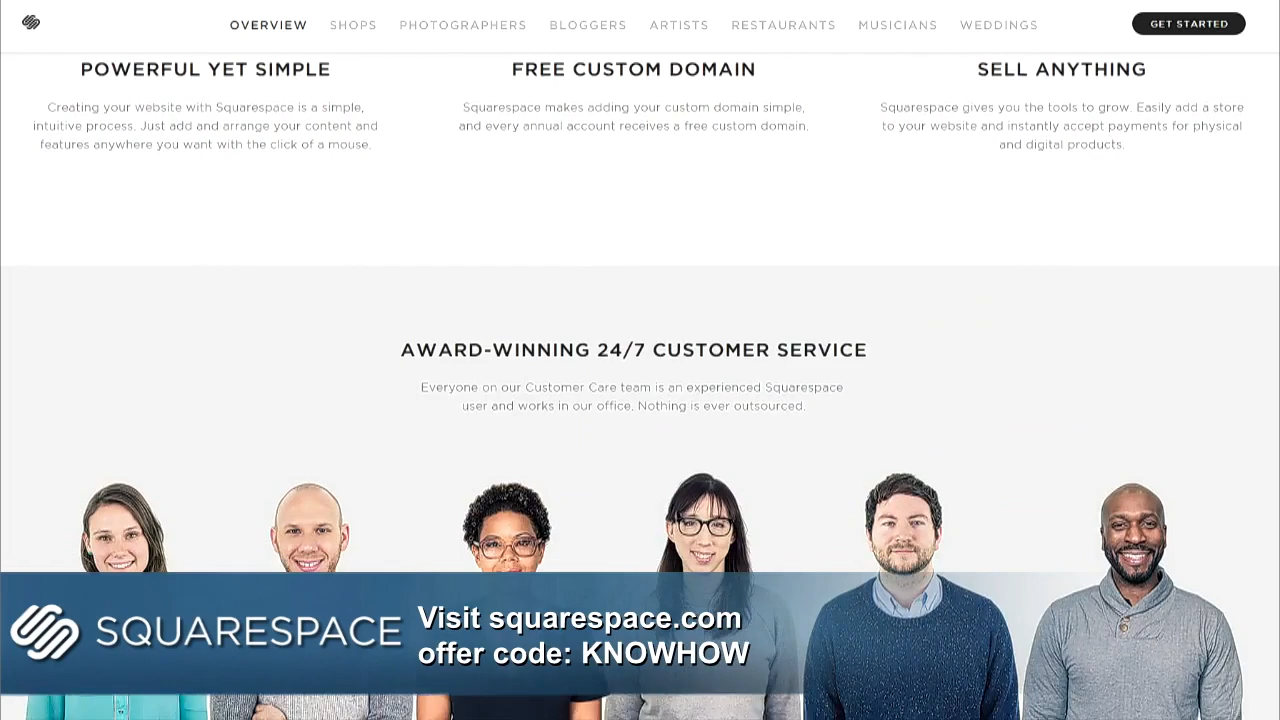 OVERVIEW SHOPS PHOTOGRAPHERS BLOGGERS ARTISTS RESTAURANTS MUSICIANS WEDDINGS GET STARTED
POWERFUL YET SIMPLE
Creating your website with Squarespace is a simple,
intuitive process. Just add and arrange your content and
features anywhere you want with the click of a mouse.
FREE CUSTOM DOMAIN
Squarespace makes adding your custom domain simple,
and every annual account receives a free custom domain.
SELL ANYTHING
Squarespace gives you the tools to grow. Easily add a store
to your website and instantly accept payments for physical
and digital products.
AWARD-WINNING 24/7 CUSTOMER SERVICE
Everyone on our Customer Care team is an experienced Squarespace
user and works in our office. Nothing is ever outsourced.
SQUARESPACE
Visit squarespace.com
offer code: KNOWHOW